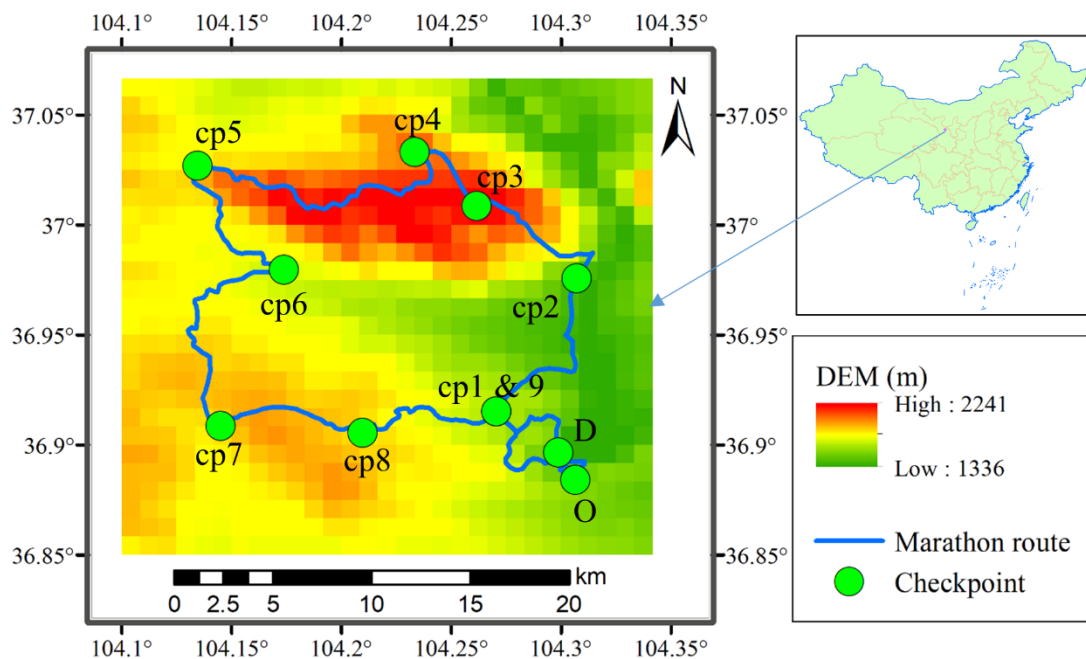 104.1° 104.15° 104.2° 104.25° 104.3° 104.35°
37.05° 37.05°
N
cp4
cp5
cp3
37° 37°
cp6
cp2
36.95° 36.95°
cp1 & 9
D
36.9° 36.9°
cp7
cp8
O
36.85° 36.85°
km
0 2.5 5 10 15 20
104.1° 104.15° 104.2° 104.25° 104.3° 104.35°
DEM (m)
High : 2241
Low : 1336
Marathon route
Checkpoint